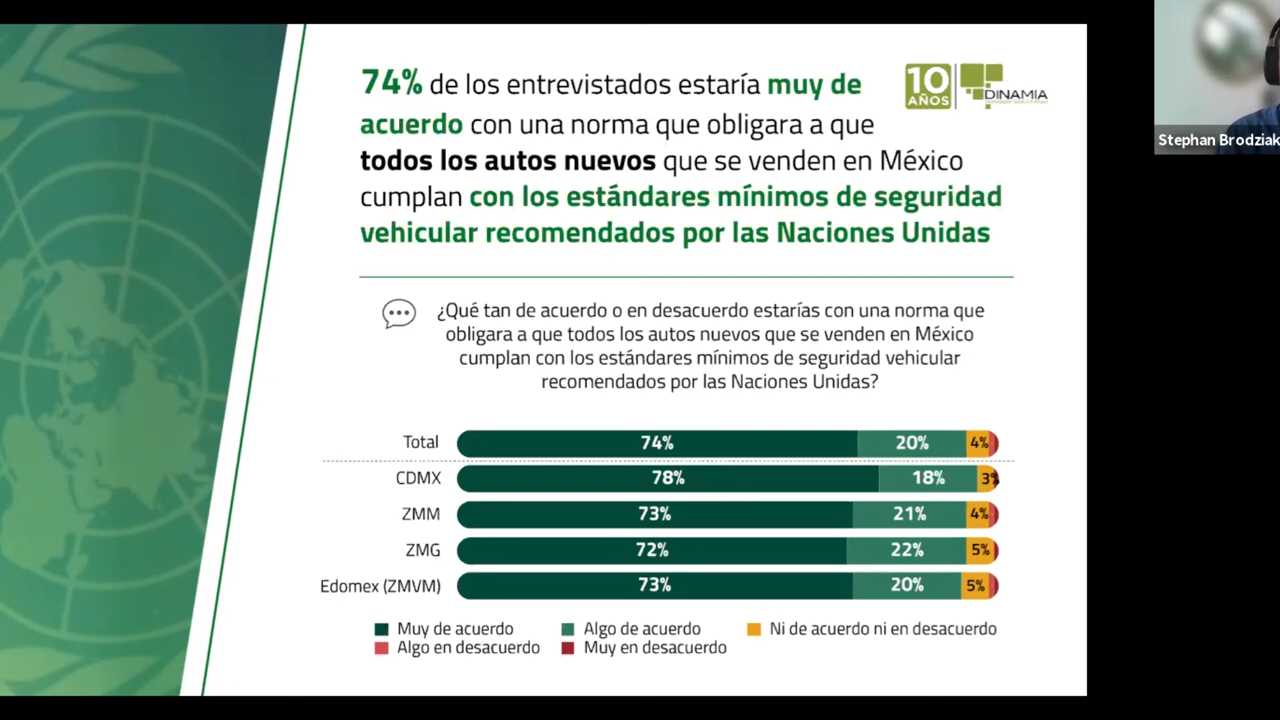 74% de los entrevistados estaría muy de
acuerdo con una norma que obligara a que
todos los autos nuevos que se venden en México
cumplan con los estándares mínimos de seguridad
vehicular recomendados por las Naciones Unidas
10
AÑOS
DINAMIA
Stephan Brodziak
¿Qué tan de acuerdo o en desacuerdo estarías con una norma que
obligara a que todos los autos nuevos que se venden en México
cumplan con los estándares mínimos de seguridad vehicular
recomendados por las Naciones Unidas?
Total 74% 20% 4%
CDMX 78% 18% 3%
ZMM 73% 21% 4%
ZMG 72% 22% 5%
Edomex (ZMVM) 73% 20% 5%
Muy de acuerdo Algo de acuerdo Ni de acuerdo ni en desacuerdo
Algo en desacuerdo Muy en desacuerdo